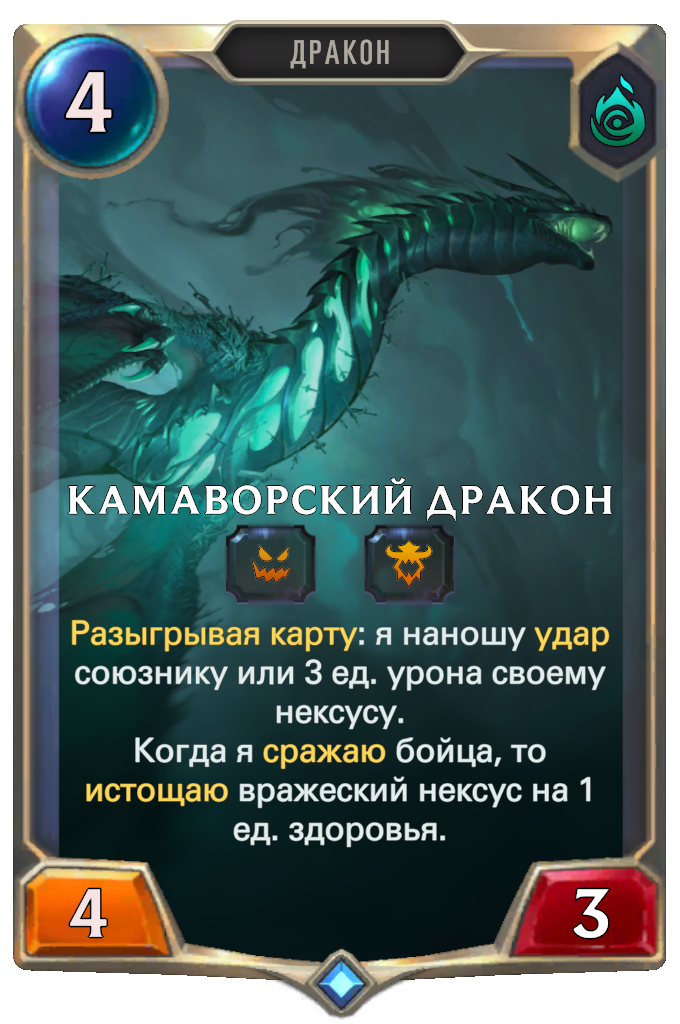 ДРАКОН
4
КАМАВОРСКИЙ ДРАКОН
Разыгрывая карту: я наношу удар
союзнику или 3 ед. урона своему
нексусу.
Когда я сражаю бойца, то
истощаю вражеский нексус на 1
ед. здоровья.
4
3